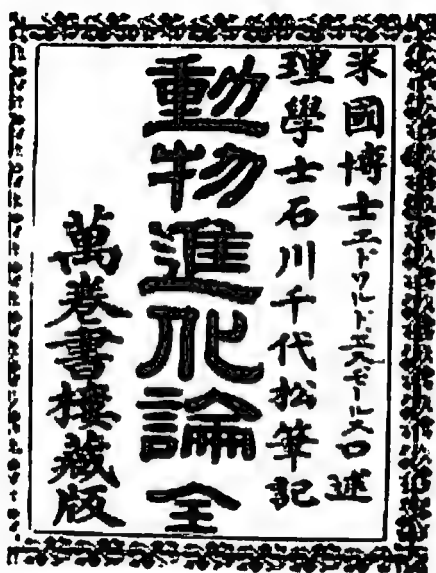 米國博士エドワルド、エス、モールス口述
理學士石川千代松筆記
動物進化論 全
萬卷書樓藏版